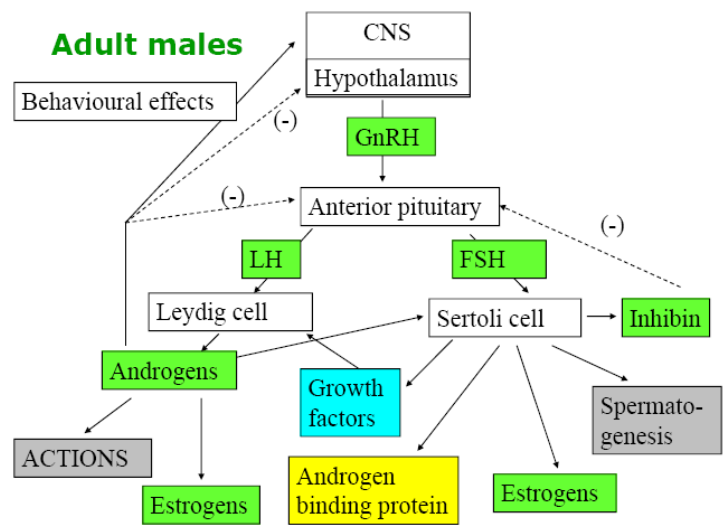 Adult males
CNS
Hypothalamus
Behavioural effects
(-)
GnRH
(-)
Anterior pituitary
(-)
LH
FSH
Leydig cell
Sertoli cell
Inhibin
Androgens
Growth
factors
Spermato-
genesis
ACTIONS
Androgen
binding protein
Estrogens
Estrogens